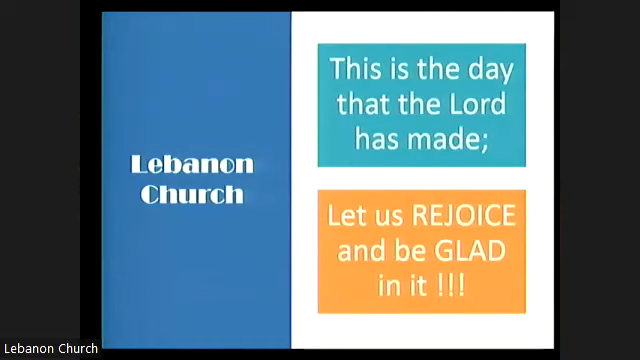 Lebanon
Church
This is the day
that the Lord
has made;
Let us REJOICE
and be GLAD
in it !!!
Lebanon Church